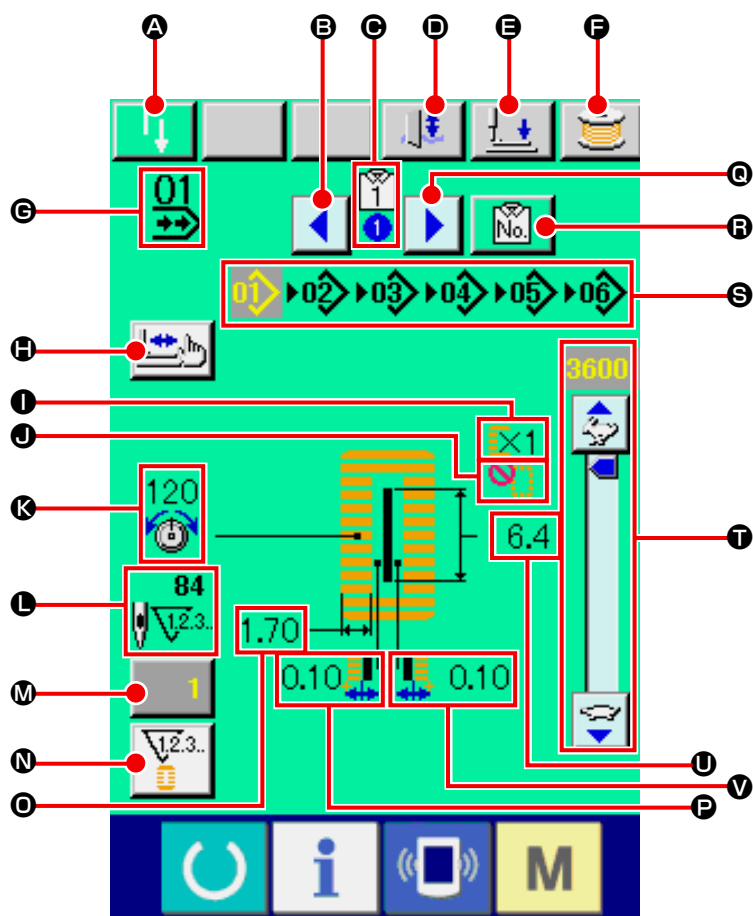 A B C D E F
G 01 1 1 No. Q R
01 02 03 04 05 06 S
H
3600
I ×1
J
K 120 6.4 T
L 84
1.2.3..
1.70
0.10 0.10
M 1
N 1.2.3..
O U
V
P
i M